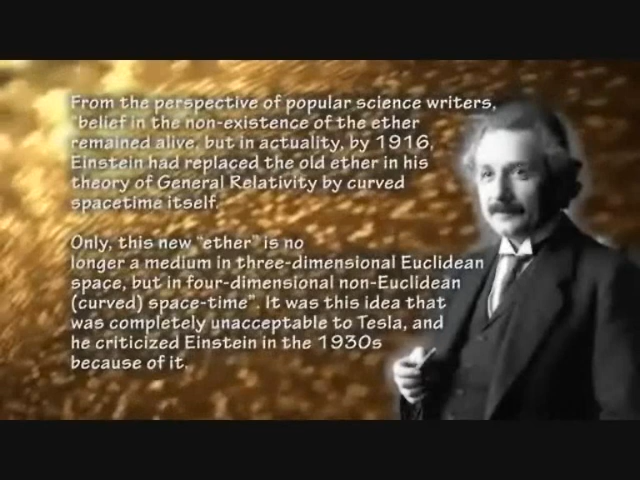 From the perspective of popular science writers,
"belief in the non-existence of the ether
remained alive, but in actuality, by 1916,
Einstein had replaced the old ether in his
theory of General Relativity by curved
spacetime itself.
Only, this new "ether" is no
longer a medium in three-dimensional Euclidean
space, but in four-dimensional non-Euclidean
(curved) space-time". It was this idea that
was completely unacceptable to Tesla, and
he criticized Einstein in the 1930s
because of it.